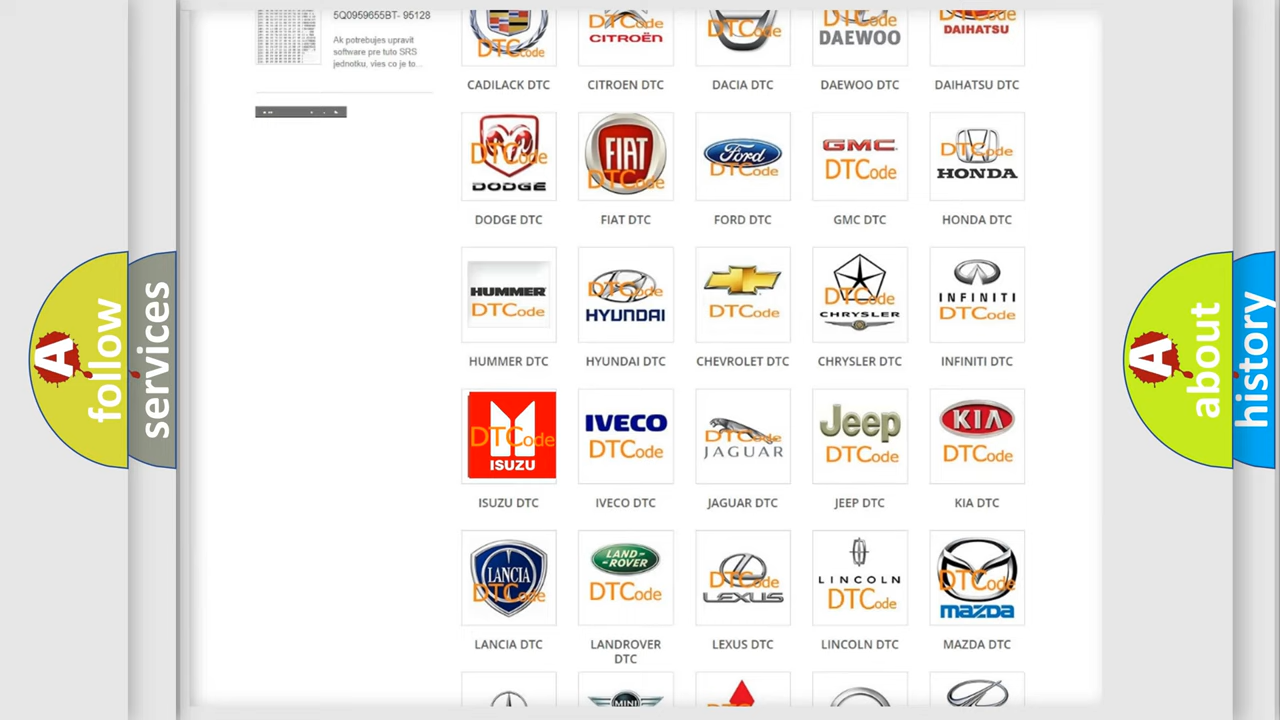 5Q0959655BT- 95128
Ak potrebujes upravit
software pre tuto SRS
jednotku, vies co je to...
DTCode
DTCode
CITROËN
DTCode
DTCode
DAEWOO
DTCode
DAIHATSU
CADILACK DTC
CITROEN DTC
DACIA DTC
DAEWOO DTC
DAIHATSU DTC
DTCode
DODGE
FIAT
DTCode
Ford
DTCode
GMC
DTCode
DTCode
HONDA
DODGE DTC
FIAT DTC
FORD DTC
GMC DTC
HONDA DTC
HUMMER
DTCode
DTCode
HYUNDAI
DTCode
DTCode
CHRYSLER
INFINITI
DTCode
HUMMER DTC
HYUNDAI DTC
CHEVROLET DTC
CHRYSLER DTC
INFINITI DTC
DTCode
ISUZU
IVECO
DTCode
DTCode
JAGUAR
Jeep
DTCode
KIA
DTCode
ISUZU DTC
IVECO DTC
JAGUAR DTC
JEEP DTC
KIA DTC
LANCIA
DTCode
LAND-
ROVER
DTCode
DTCode
LEXUS
LINCOLN
DTCode
DTCode
mazda
LANCIA DTC
LANDROVER
DTC
LEXUS DTC
LINCOLN DTC
MAZDA DTC
MINI
A
follow
services
A
about
history